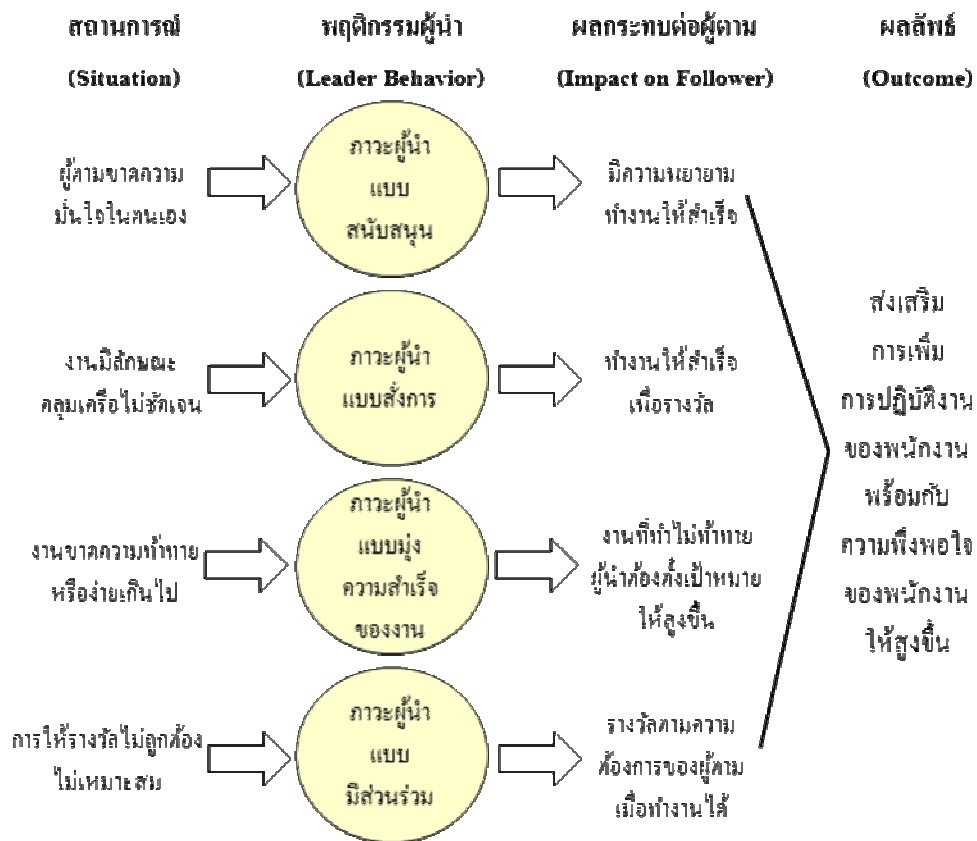 สถานการณ์
(Situation)
พฤติกรรมผู้นำ
(Leader Behavior)
ผลกระทบต่อผู้ตาม
(Impact on Follower)
ผลลัพธ์
(Outcome)
ผู้ตามขาดความ
มั่นใจในตนเอง
ภาวะผู้นำ
แบบ
สนับสนุน
มีความพยายาม
ทำงานให้สำเร็จ
งานมีลักษณะ
คลุมเครือไม่ชัดเจน
ภาวะผู้นำ
แบบสั่งการ
ทำงานให้สำเร็จ
เพื่อรางวัล
งานขาดความท้าทาย
หรือง่ายเกินไป
ภาวะผู้นำ
แบบมุ่ง
ความสำเร็จ
ของงาน
งานที่ทำไม่ท้าทาย
ผู้นำต้องตั้งเป้าหมาย
ให้สูงขึ้น
การให้รางวัลไม่ถูกต้อง
ไม่เหมาะสม
ภาวะผู้นำ
แบบ
มีส่วนร่วม
รางวัลตามความ
ต้องการของผู้ตาม
เมื่อทำงานได้
ส่งเสริม
การเพิ่ม
การปฏิบัติงาน
ของพนักงาน
พร้อมกับ
ความพึงพอใจ
ของพนักงาน
ให้สูงขึ้น